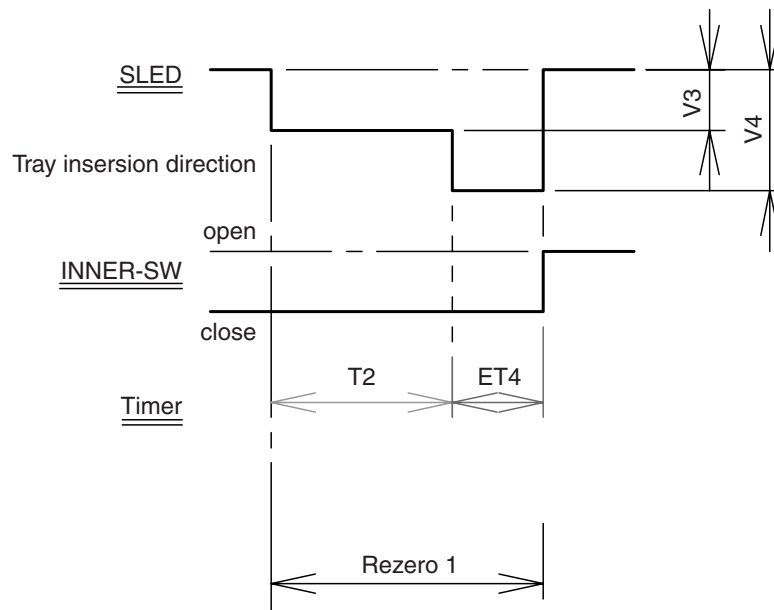 SLED
V3
V4
Tray insersion direction
open
INNER-SW
close
T2
ET4
Timer
Rezero 1